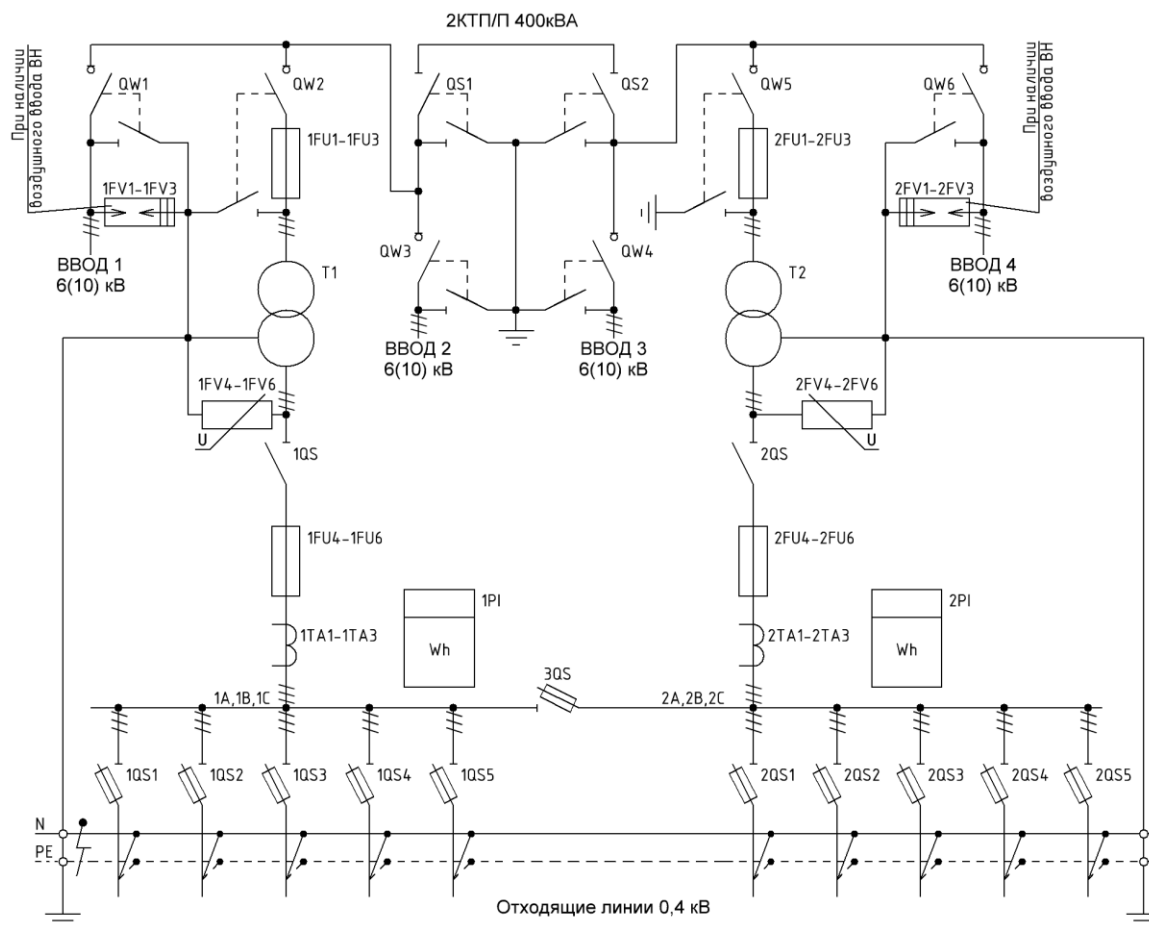 2КТП/П 400кВА
При наличии
воздушного ввода ВН
QW1
QW2
QS1
QS2
QW5
QW6
При наличии
воздушного ввода ВН
1FU1-1FU3
2FU1-2FU3
1FV1-1FV3
2FV1-2FV3
ВВОД 1
6(10) кВ
QW3
QW4
ВВОД 4
6(10) кВ
T1
T2
ВВОД 2
6(10) кВ
ВВОД 3
6(10) кВ
1FV4-1FV6
2FV4-2FV6
U
U
1QS
2QS
1FU4-1FU6
2FU4-2FU6
1PI
2PI
1TA1-1TA3
Wh
2TA1-2TA3
Wh
3QS
1A,1B,1C
2A,2B,2C
1QS1
1QS2
1QS3
1QS4
1QS5
2QS1
2QS2
2QS3
2QS4
2QS5
N
PE
Отходящие линии 0,4 кВ